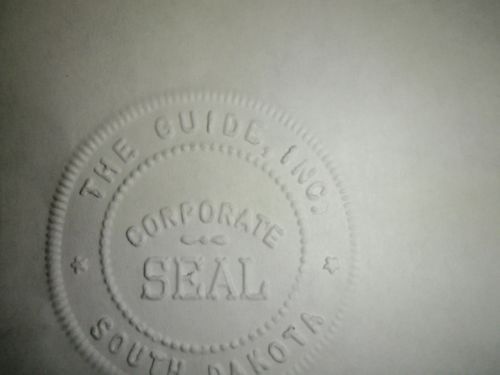 THE GUIDE, INC.
CORPORATE
SEAL
SOUTH DAKOTA